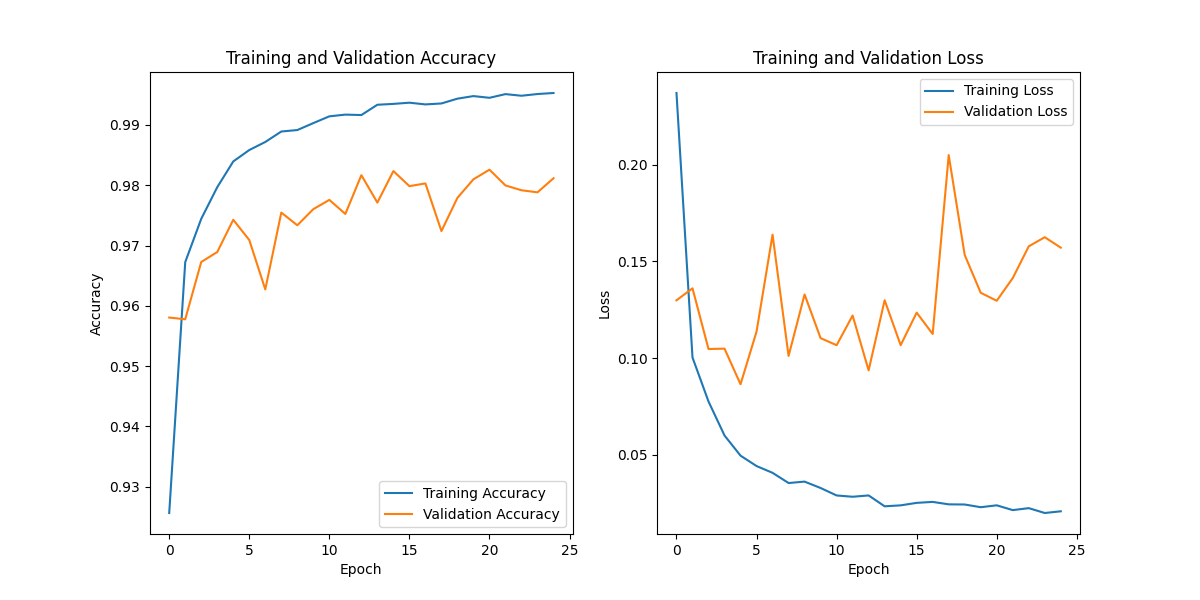 Training and Validation Accuracy
Accuracy
0.99
0.98
0.97
0.96
0.95
0.94
0.93
Training Accuracy
Validation Accuracy
0 5 10 15 20 25
Epoch
Training and Validation Loss
Loss
0.20
0.15
0.10
0.05
Training Loss
Validation Loss
0 5 10 15 20 25
Epoch